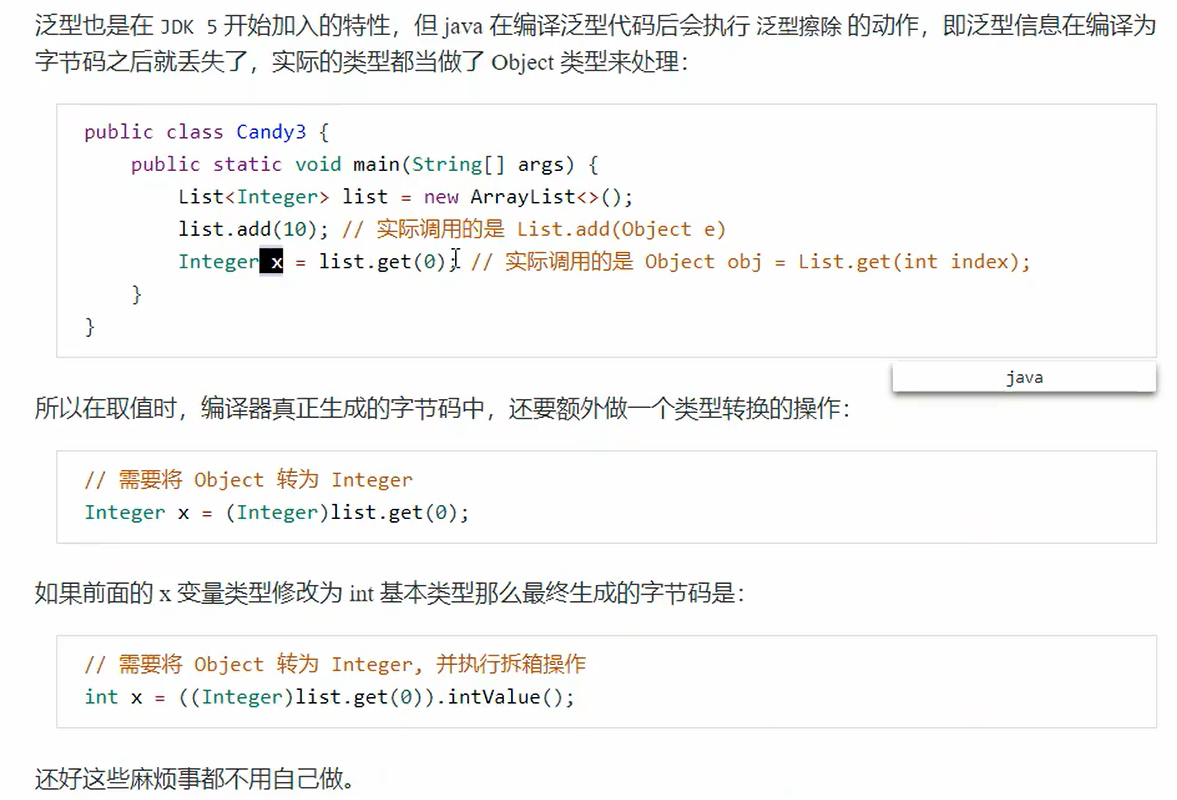 泛型也是在 JDK 5 开始加入的特性，但 java 在编译泛型代码后会执行 泛型擦除 的动作，即泛型信息在编译为
字节码之后就丢失了，实际的类型都当做了 Object 类型来处理：
public class Candy3 {
    public static void main(String[] args) {
        List<Integer> list = new ArrayList<>();
        list.add(10); // 实际调用的是 List.add(Object e)
        Integer x = list.get(0); // 实际调用的是 Object obj = List.get(int index);
    }
}
java
所以在取值时，编译器真正生成的字节码中，还要额外做一个类型转换的操作：
// 需要将 Object 转为 Integer
Integer x = (Integer)list.get(0);
如果前面的 x 变量类型修改为 int 基本类型那么最终生成的字节码是：
// 需要将 Object 转为 Integer, 并执行拆箱操作
int x = ((Integer)list.get(0)).intValue();
还好这些麻烦事都不用自己做。